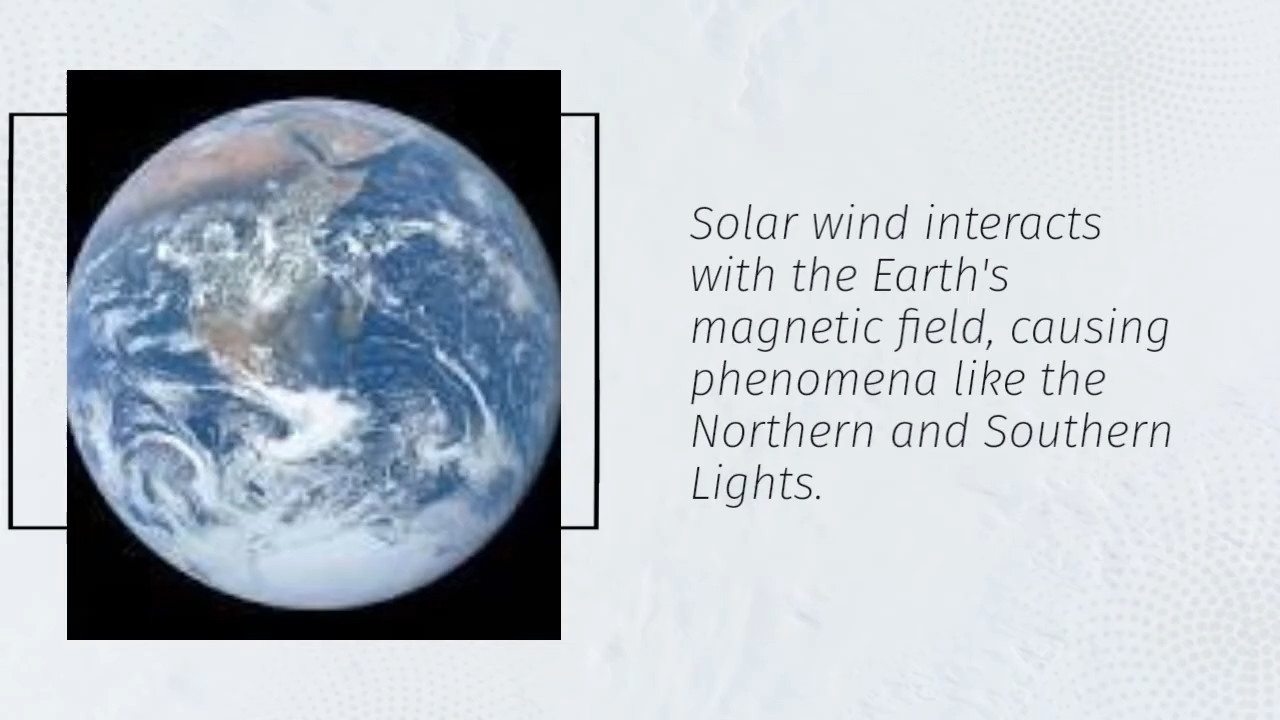 Solar wind interacts
with the Earth's
magnetic field, causing
phenomena like the
Northern and Southern
Lights.